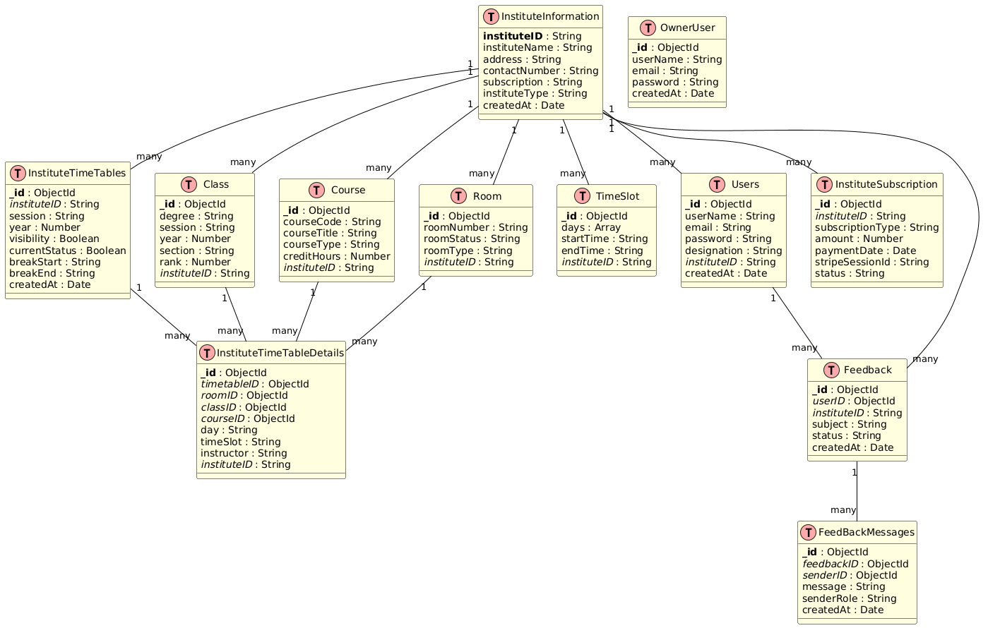 T InstituteInformation
instituteID : String
instituteName : String
address : String
contactNumber : String
subscription : String
instituteType : String
createdAt : Date
T OwnerUser
_id : ObjectId
userName : String
email : String
password : String
createdAt : Date
1
1
1
1
1
1
1
1
many
many
many
many
many
many
many
many
T InstituteTimeTables
_id : ObjectId
instituteID : String
session : String
year : Number
visibility : Boolean
currentStatus : Boolean
breakStart : String
breakEnd : String
createdAt : Date
T Class
_id : ObjectId
degree : String
session : String
year : Number
section : String
rank : Number
instituteID : String
T Course
_id : ObjectId
courseCode : String
courseTitle : String
courseType : String
creditHours : Number
instituteID : String
T Room
_id : ObjectId
roomNumber : String
roomStatus : String
roomType : String
instituteID : String
T TimeSlot
_id : ObjectId
days : Array
startTime : String
endTime : String
instituteID : String
T Users
_id : ObjectId
userName : String
email : String
password : String
designation : String
instituteID : String
createdAt : Date
T InstituteSubscription
_id : ObjectId
instituteID : String
subscriptionType : String
amount : Number
paymentDate : Date
stripeSessionId : String
status : String
1
1
1
1
1
many
many
many
many
many
T InstituteTimeTableDetails
_id : ObjectId
timetableID : ObjectId
roomID : ObjectId
classID : ObjectId
courseID : ObjectId
day : String
timeSlot : String
instructor : String
instituteID : String
T Feedback
_id : ObjectId
userID : ObjectId
instituteID : String
subject : String
status : String
createdAt : Date
1
many
T FeedBackMessages
_id : ObjectId
feedbackID : ObjectId
senderID : ObjectId
message : String
senderRole : String
createdAt : Date